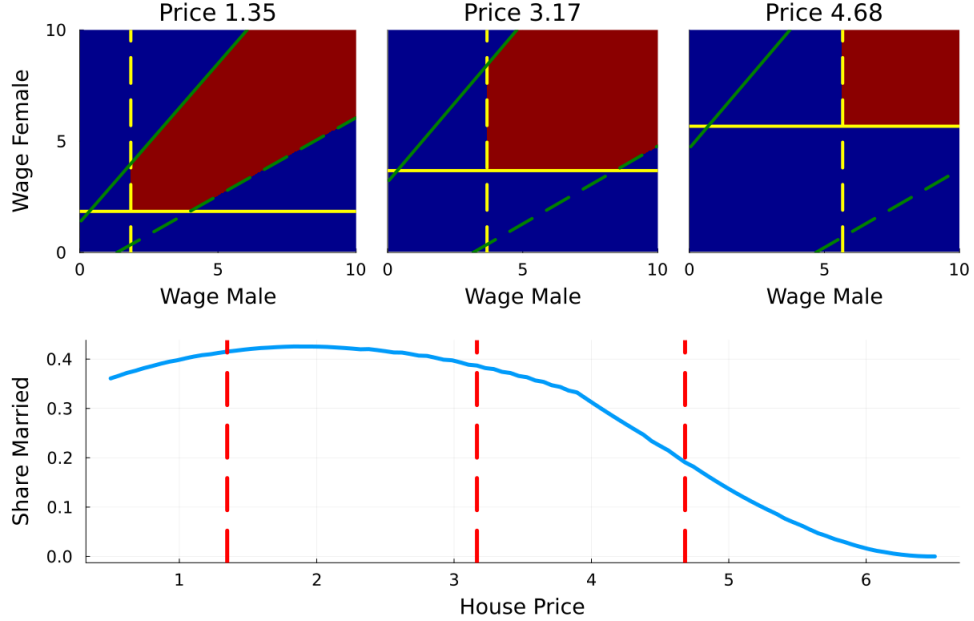 Price 1.35
Price 3.17
Price 4.68
Wage Female
10
5
0
0 5 10
0 5 10
0 5 10
Wage Male
Wage Male
Wage Male
Share Married
0.4
0.3
0.2
0.1
0.0
1 2 3 4 5 6
House Price